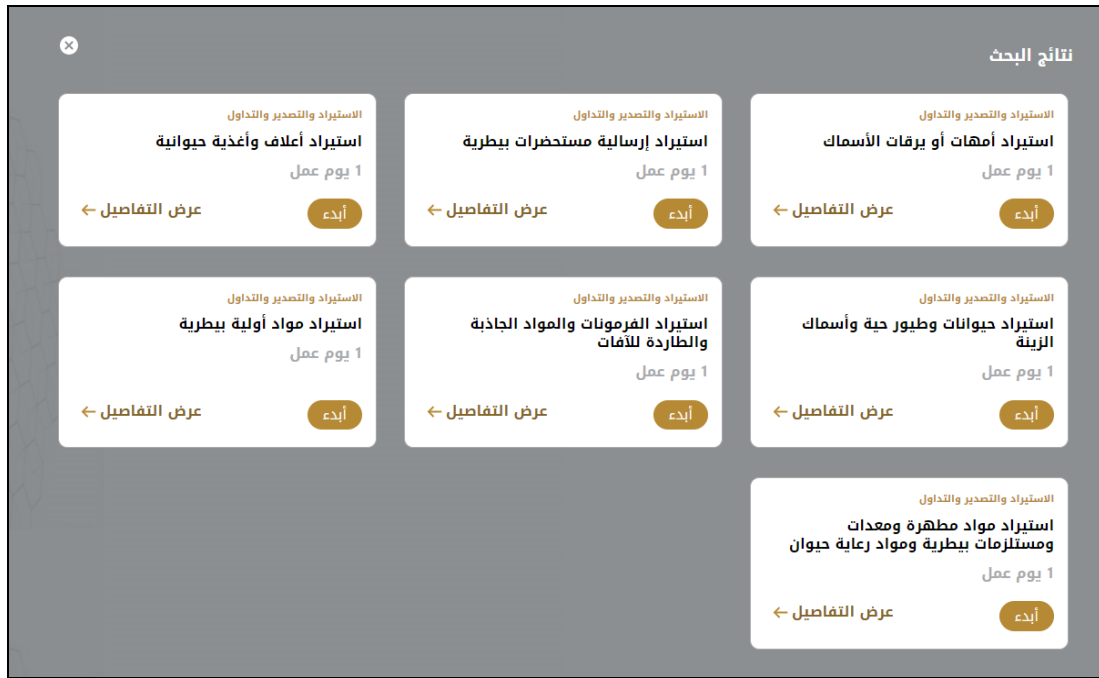 نتائج البحث
الاستيراد والتصدير والتداول
استيراد أمهات أو يرقات الأسماك
1 يوم عمل
أبدء
عرض التفاصيل
الاستيراد والتصدير والتداول
استيراد إرسالية مستحضرات بيطرية
1 يوم عمل
أبدء
عرض التفاصيل
الاستيراد والتصدير والتداول
استيراد أعلاف وأغذية حيوانية
1 يوم عمل
أبدء
عرض التفاصيل
الاستيراد والتصدير والتداول
استيراد حيوانات وطيور حية وأسماك
الزينة
1 يوم عمل
أبدء
عرض التفاصيل
الاستيراد والتصدير والتداول
استيراد الفرمونات والمواد الجاذبة
والطاردة للآفات
1 يوم عمل
أبدء
عرض التفاصيل
الاستيراد والتصدير والتداول
استيراد مواد أولية بيطرية
1 يوم عمل
أبدء
عرض التفاصيل
الاستيراد والتصدير والتداول
استيراد مواد مطهرة ومعدات
ومستلزمات بيطرية ومواد رعاية حيوان
1 يوم عمل
أبدء
عرض التفاصيل